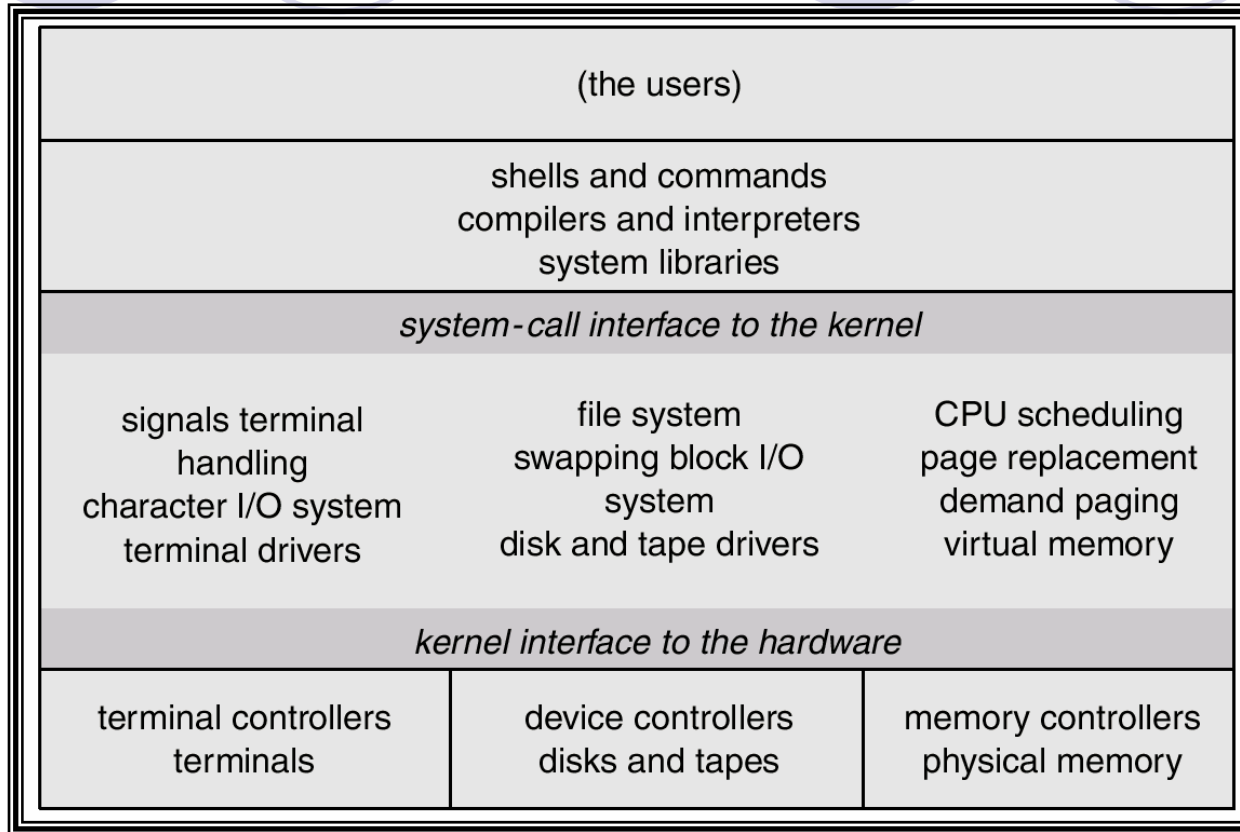 (the users)
shells and commands
compilers and interpreters
system libraries
system-call interface to the kernel
signals terminal
handling
character I/O system
terminal drivers
file system
swapping block I/O
system
disk and tape drivers
CPU scheduling
page replacement
demand paging
virtual memory
kernel interface to the hardware
terminal controllers
terminals
device controllers
disks and tapes
memory controllers
physical memory